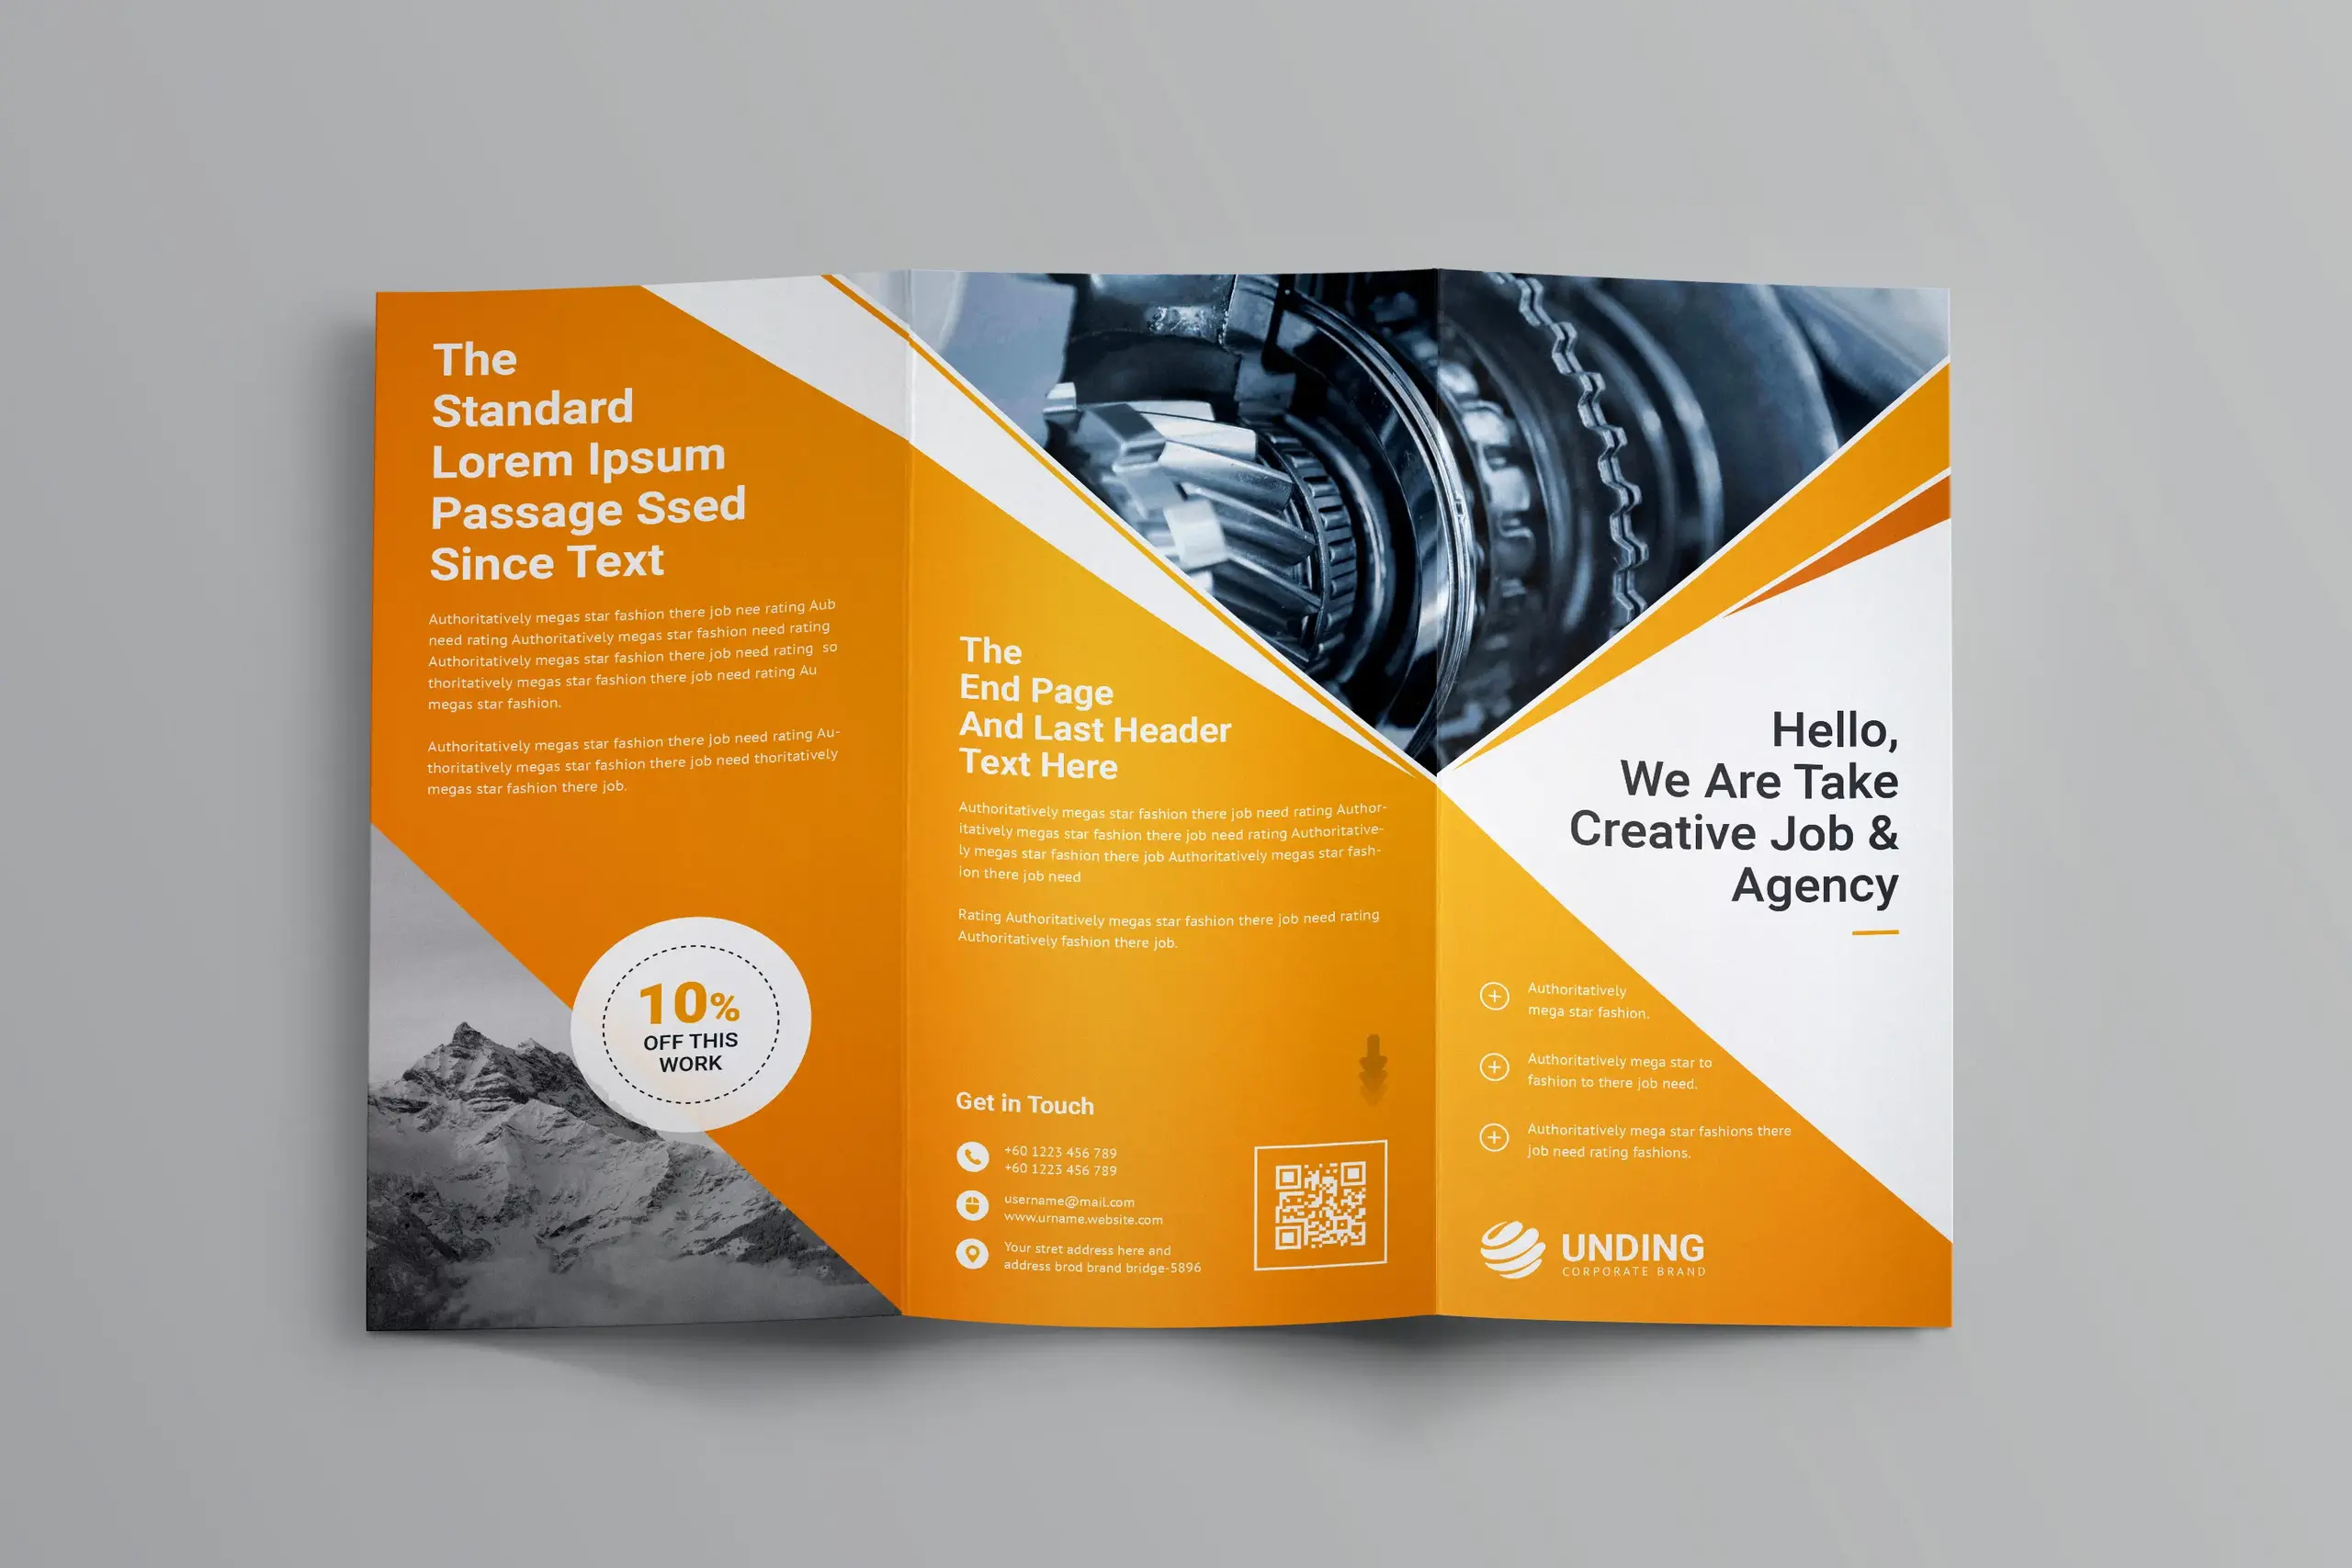 The
Standard
Lorem Ipsum
Passage Ssed
Since Text
Authoritatively megas star fashion there job nee rating Aub
need rating Authoritatively megas star fashion need rating
Authoritatively megas star fashion there job need rating so
thoritatively megas star fashion there job need rating Au
megas star fashion.
Authoritatively megas star fashion there job need rating Au-
thoritatively megas star fashion there job need thoritatively
megas star fashion there job.
10%
OFF THIS
WORK
The
End Page
And Last Header
Text Here
Authoritatively megas star fashion there job need rating Author-
itatively megas star fashion there job need rating Authoritative-
ly megas star fashion there job Authoritatively megas star fash-
ion there job need
Rating Authoritatively megas star fashion there job need rating
Authoritatively fashion there job.
Get in Touch
+60 1223 456 789
+60 1223 456 789
username@mail.com
www.urname.website.com
Your stret address here and
address brod brand bridge-5896
Hello,
We Are Take
Creative Job &
Agency
Authoritatively
mega star fashion.
Authoritatively mega star to
fashion to there job need.
Authoritatively mega star fashions there
job need rating fashions.
UNDING
CORPORATE BRAND